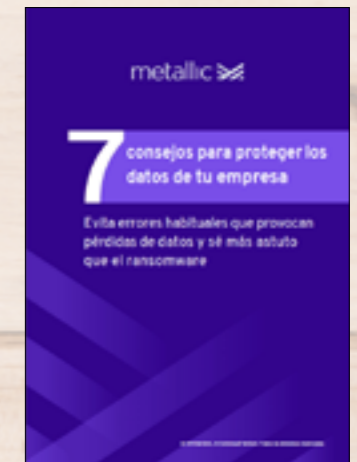 metallic
7
consejos para proteger los
datos de tu empresa
Evita errores habituales que provocan
pérdidas de datos y sé más astuto
que el ransomware